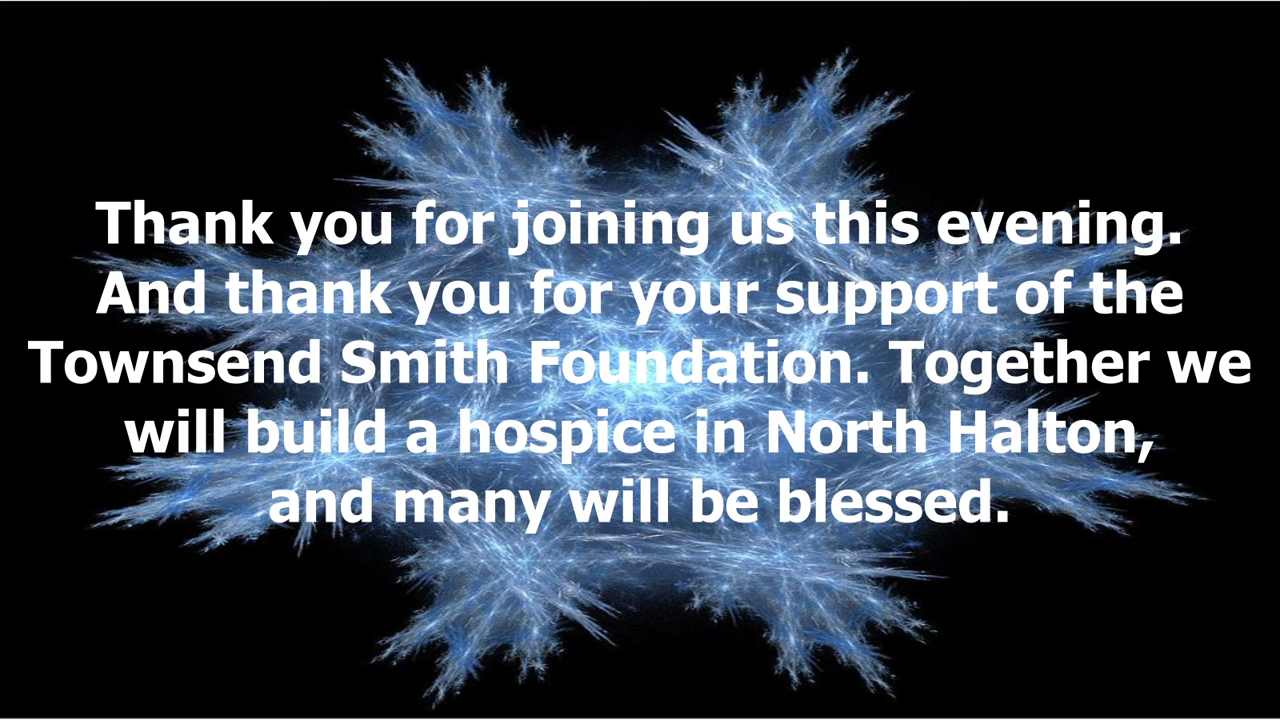 Thank you for joining us this evening.
And thank you for your support of the
Townsend Smith Foundation. Together we
will build a hospice in North Halton,
and many will be blessed.